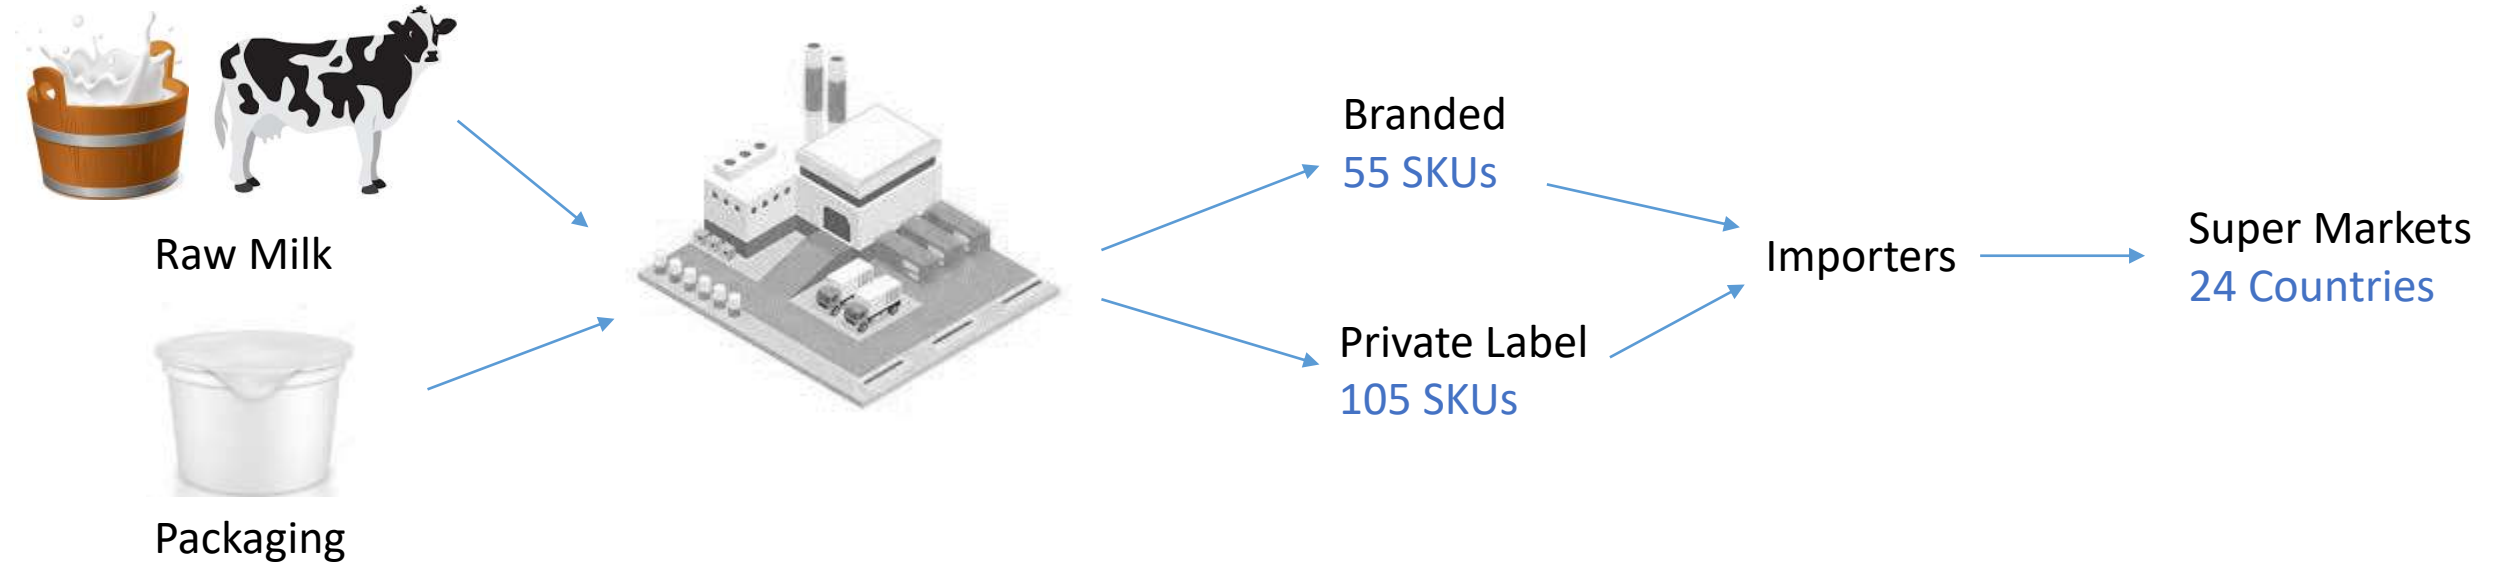 Raw Milk
Packaging
Branded
55 SKUs
Private Label
105 SKUs
Importers
Super Markets
24 Countries